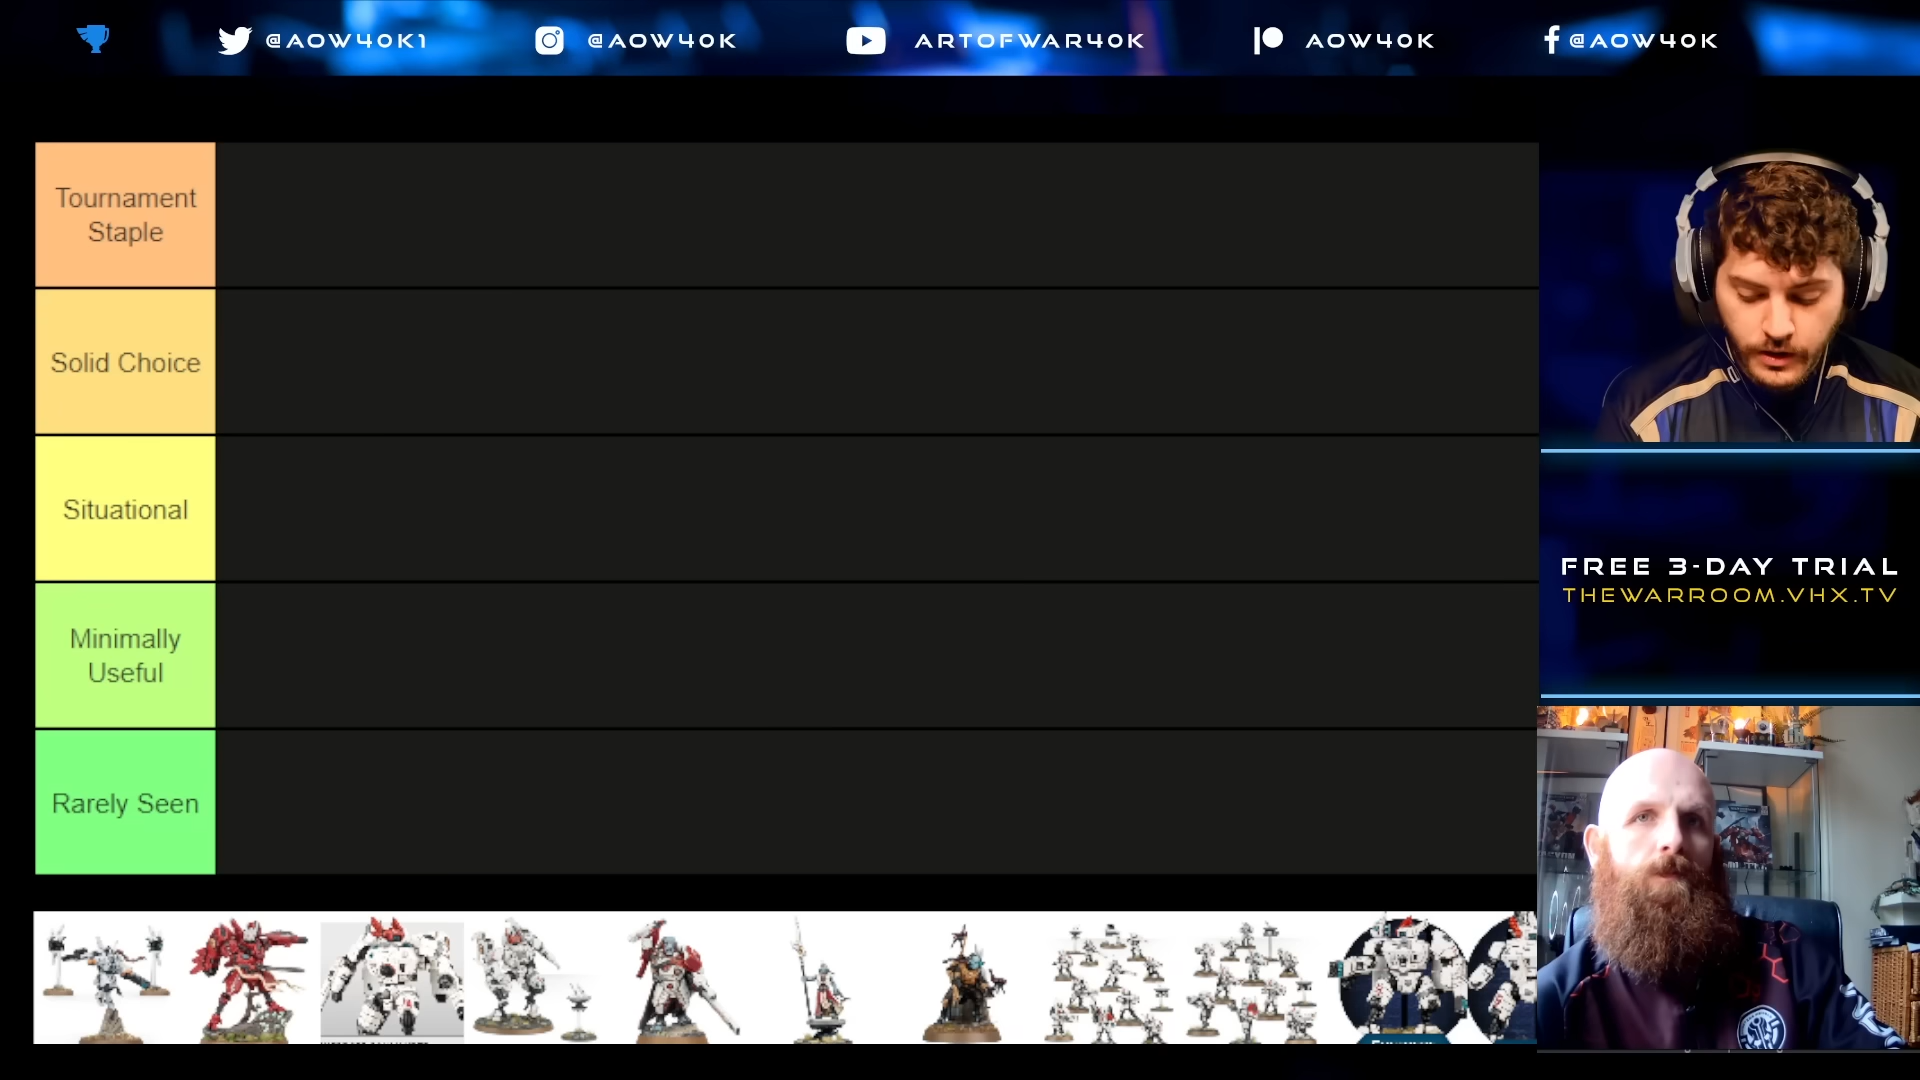 @AOW40K1
@AOW40K
ARTOFWAR40K
AOW40K
@AOW40K
Tournament
Staple
Solid Choice
Situational
Minimally
Useful
Rarely Seen
FREE 3-DAY TRIAL
THEWARROOM.VHX.TV